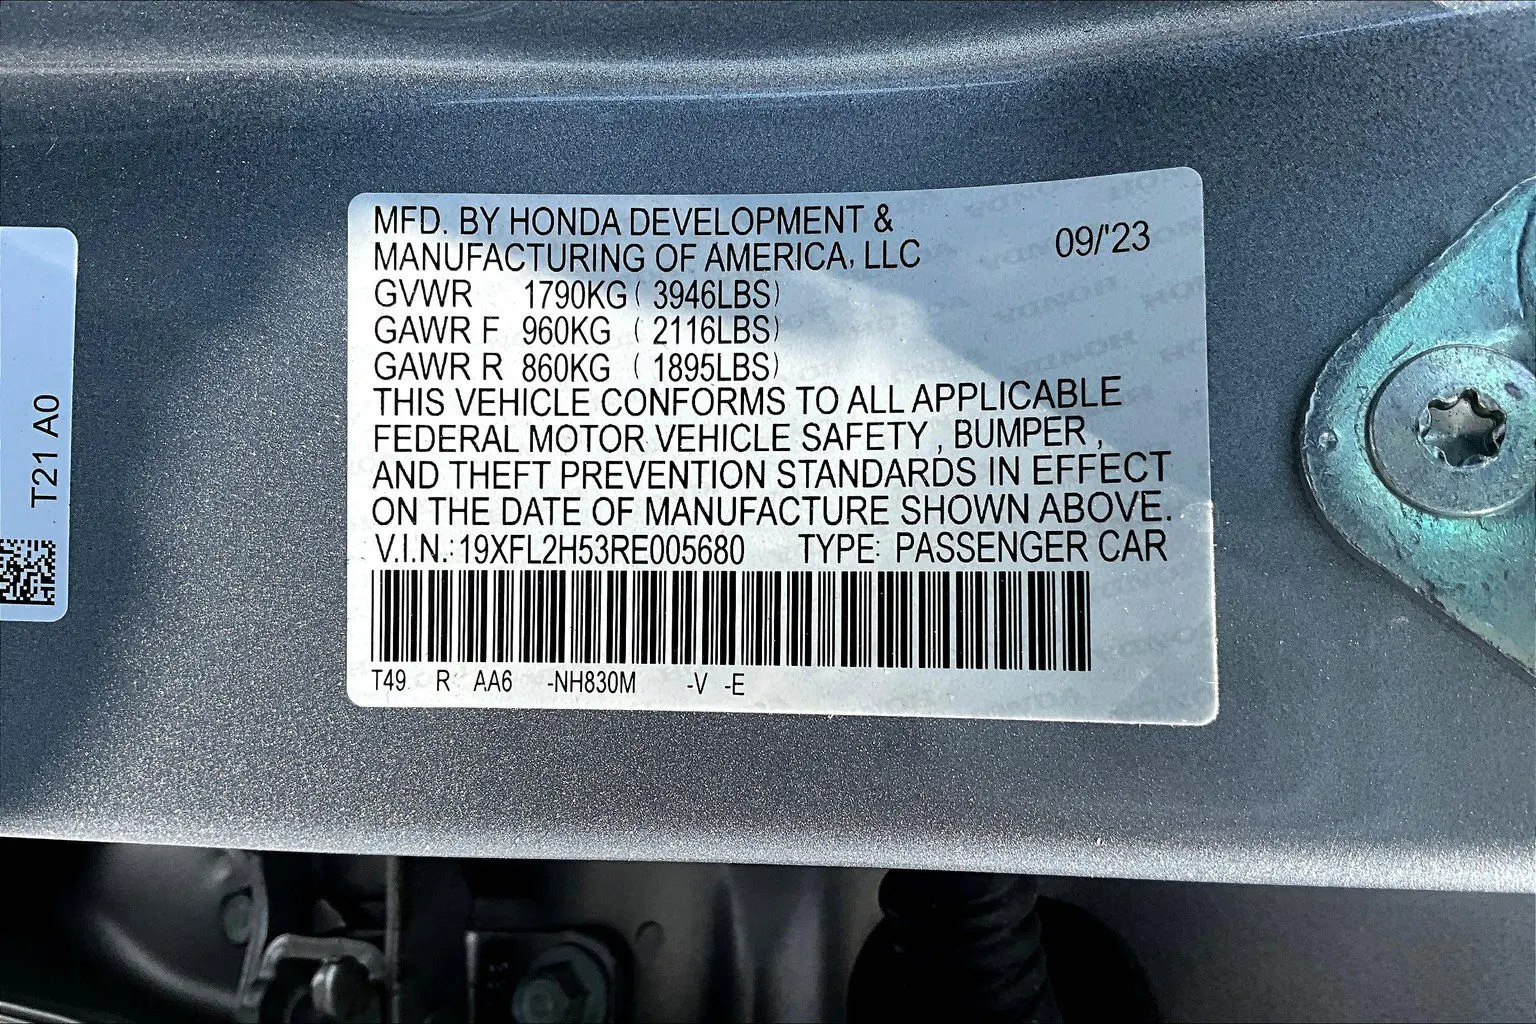 MFD. BY HONDA DEVELOPMENT &
MANUFACTURING OF AMERICA, LLC
09/'23
GVWR 1790KG ( 3946LBS)
GAWR F 960KG ( 2116LBS)
GAWR R 860KG ( 1895LBS)
THIS VEHICLE CONFORMS TO ALL APPLICABLE
FEDERAL MOTOR VEHICLE SAFETY , BUMPER ,
AND THEFT PREVENTION STANDARDS IN EFFECT
ON THE DATE OF MANUFACTURE SHOWN ABOVE.
V.I.N.: 19XFL2H53RE005680 TYPE: PASSENGER CAR
T49 R AA6 -NH830M -V -E
T21 A0
HONDA